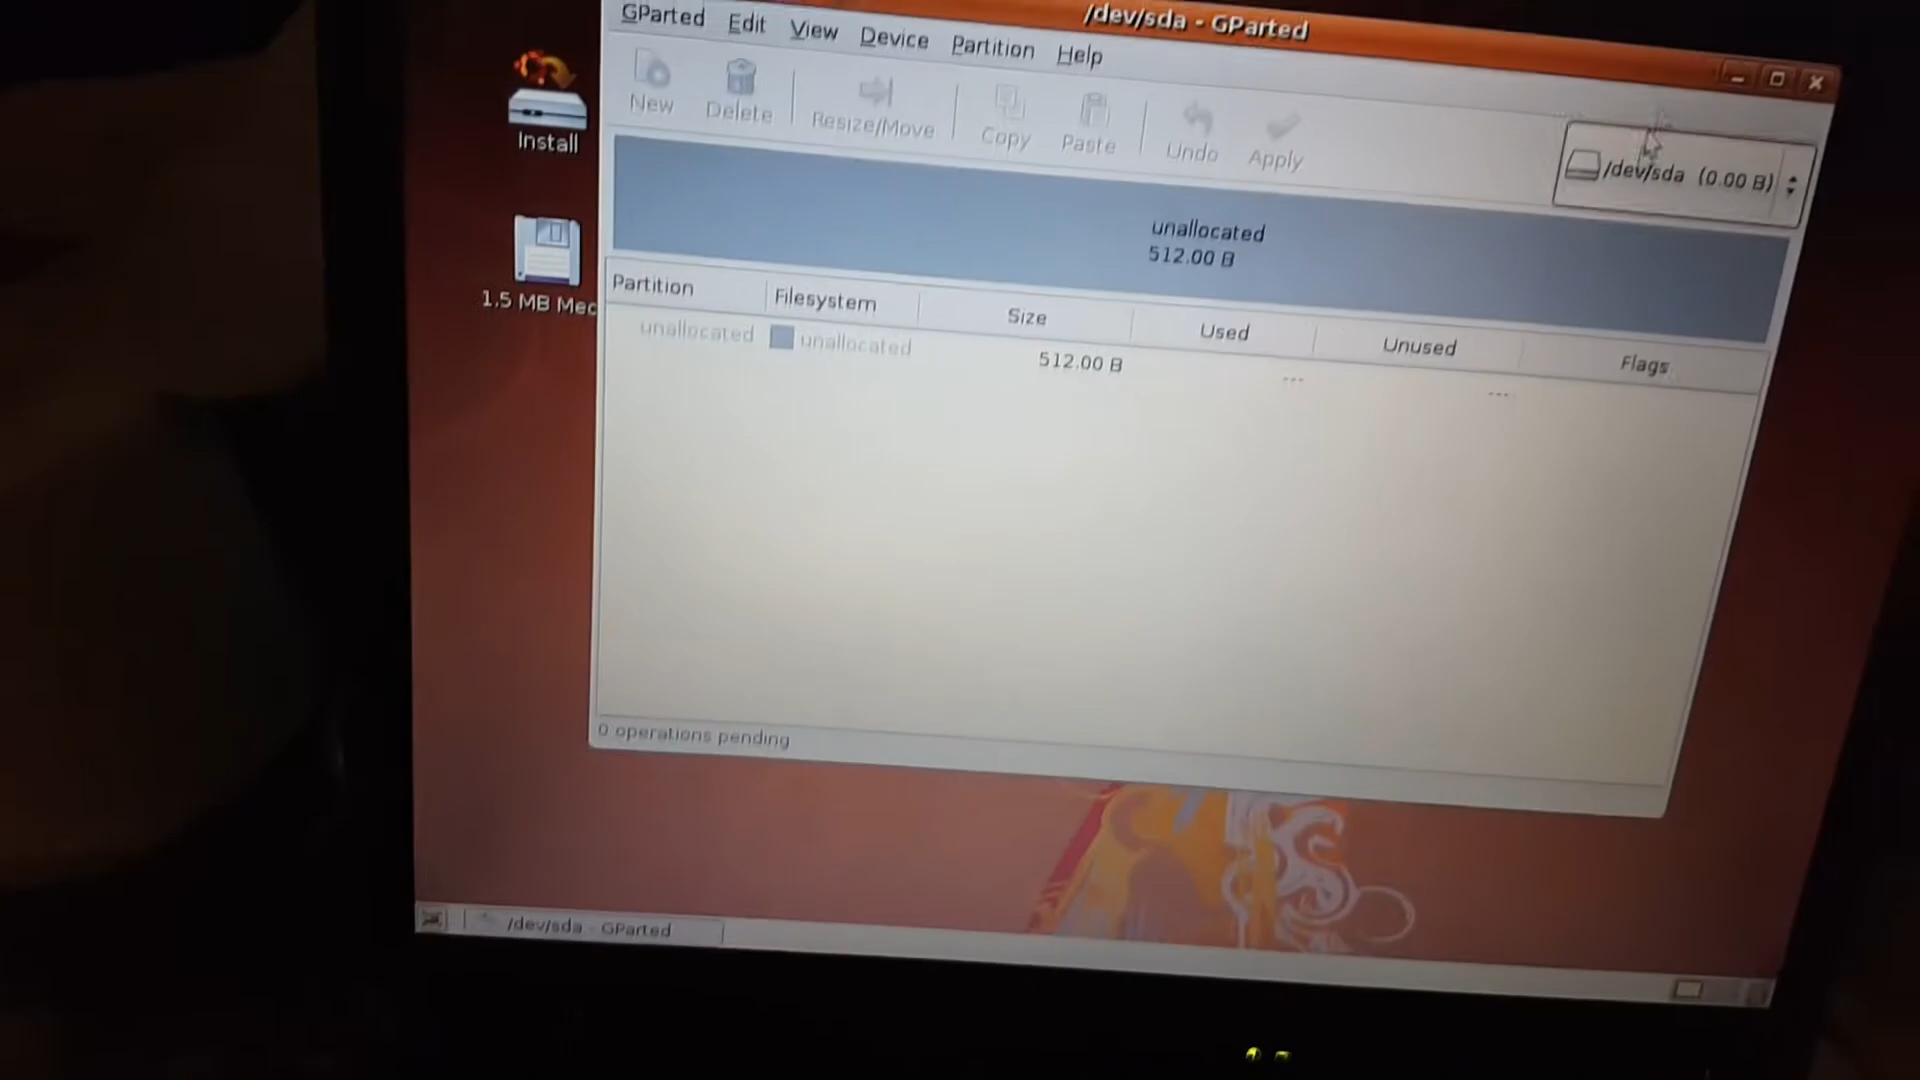 /dev/sda - GParted
GParted Edit View Device Partition Help
New Delete Resize/Move Copy Paste Undo Apply
/dev/sda (0.00 B)
Install
unallocated
512.00 B
1.5 MB Med
Partition Filesystem Size Used Unused Flags
unallocated unallocated 512.00 B --- ---
0 operations pending
/dev/sda - GParted